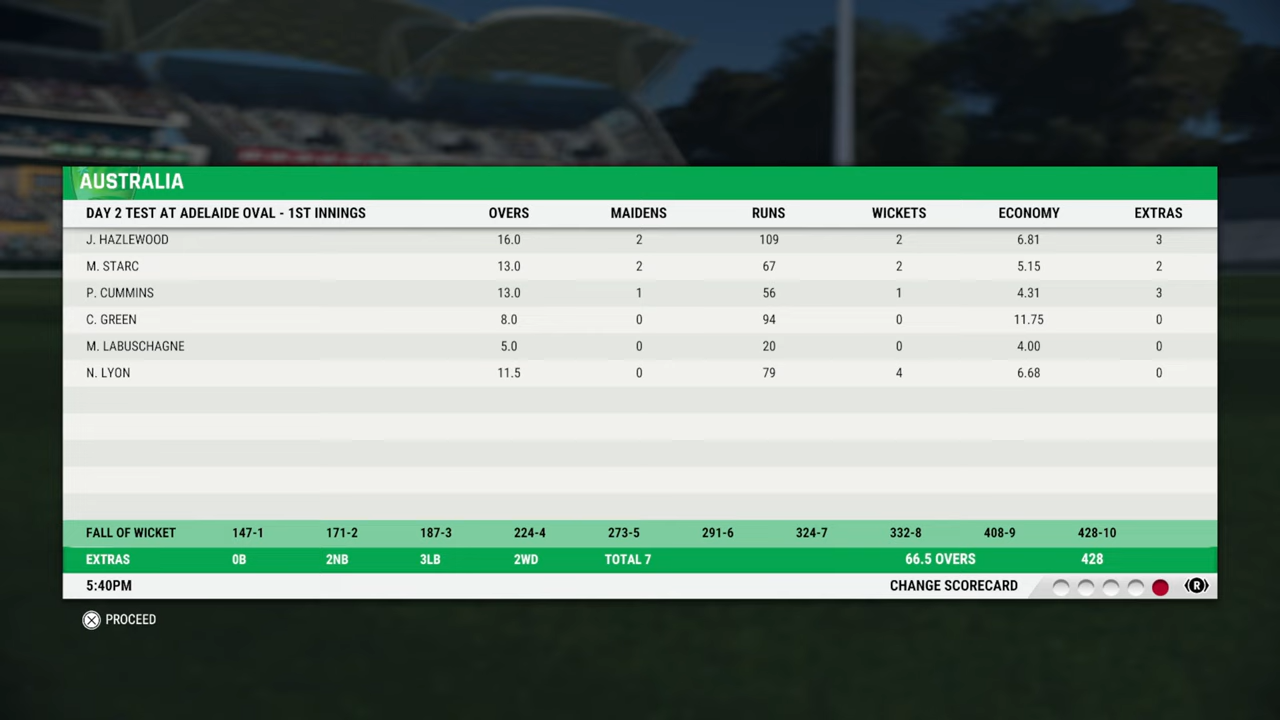 AUSTRALIA
DAY 2 TEST AT ADELAIDE OVAL - 1ST INNINGS OVERS MAIDENS RUNS WICKETS ECONOMY EXTRAS
J. HAZLEWOOD 16.0 2 109 2 6.81 3
M. STARC 13.0 2 67 2 5.15 2
P. CUMMINS 13.0 1 56 1 4.31 3
C. GREEN 8.0 0 94 0 11.75 0
M. LABUSCHAGNE 5.0 0 20 0 4.00 0
N. LYON 11.5 0 79 4 6.68 0
FALL OF WICKET 147-1 171-2 187-3 224-4 273-5 291-6 324-7 332-8 408-9 428-10
EXTRAS 0B 2NB 3LB 2WD TOTAL 7 66.5 OVERS 428
5:40PM CHANGE SCORECARD R
PROCEED